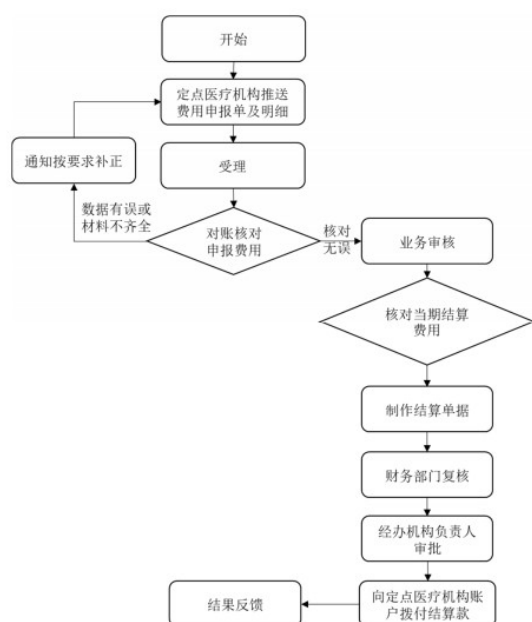 开始
定点医疗机构推送
费用申报单及明细
通知按要求补正
受理
数据有误或
材料不齐全
对账核对
申报费用
核对
无误
业务审核
核对当期结算
费用
制作结算单据
财务部门复核
经办机构负责人
审批
向定点医疗机构账
户拨付结算款
结果反馈